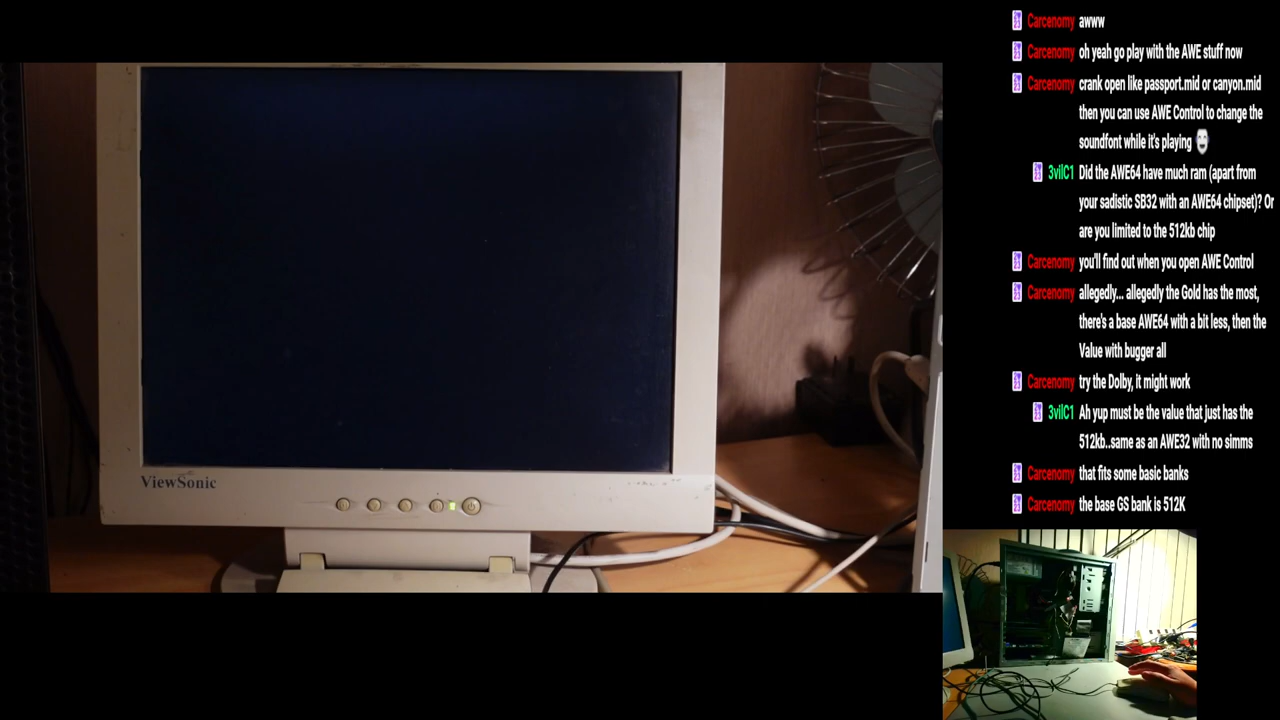 Carcenomy awww
Carcenomy oh yeah go play with the AWE stuff now
Carcenomy crank open like passport.mid or canyon.mid
then you can use AWE Control to change the
soundfont while it's playing
3vilC1 Did the AWE64 have much ram (apart from
your sadistic SB32 with an AWE64 chipset)? Or
are you limited to the 512kb chip
Carcenomy you'll find out when you open AWE Control
Carcenomy allegedly... allegedly the Gold has the most,
there's a base AWE64 with a bit less, then the
Value with bugger all
Carcenomy try the Dolby, it might work
3vilC1 Ah yup must be the value that just has the
512kb..same as an AWE32 with no simms
Carcenomy that fits some basic banks
Carcenomy the base GS bank is 512K
ViewSonic